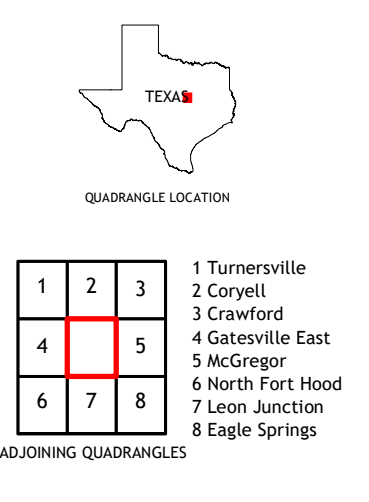 TEXAS
QUADRANGLE LOCATION
1 2 3
4 5
6 7 8
1 Turnersville
2 Coryell
3 Crawford
4 Gatesville East
5 McGregor
6 North Fort Hood
7 Leon Junction
8 Eagle Springs
ADJOINING QUADRANGLES